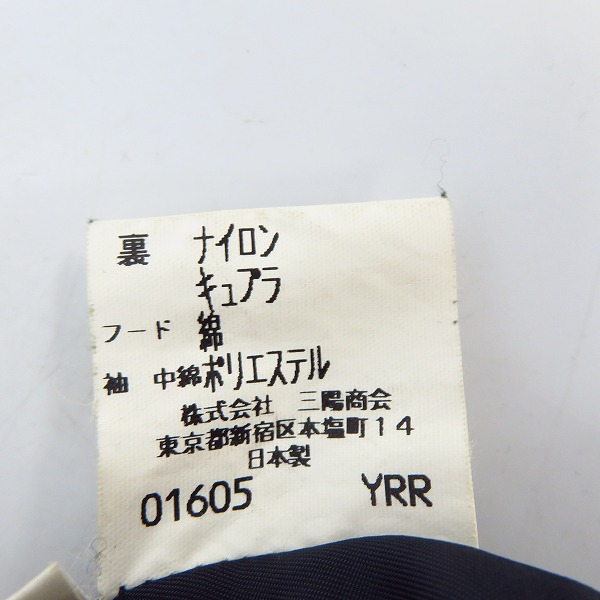 裏 ナイロン
キュプラ
フード 綿
袖 中綿 ポリエステル
株式会社 三陽商会
東京都新宿区本塩町14
日本製
01605 YRR